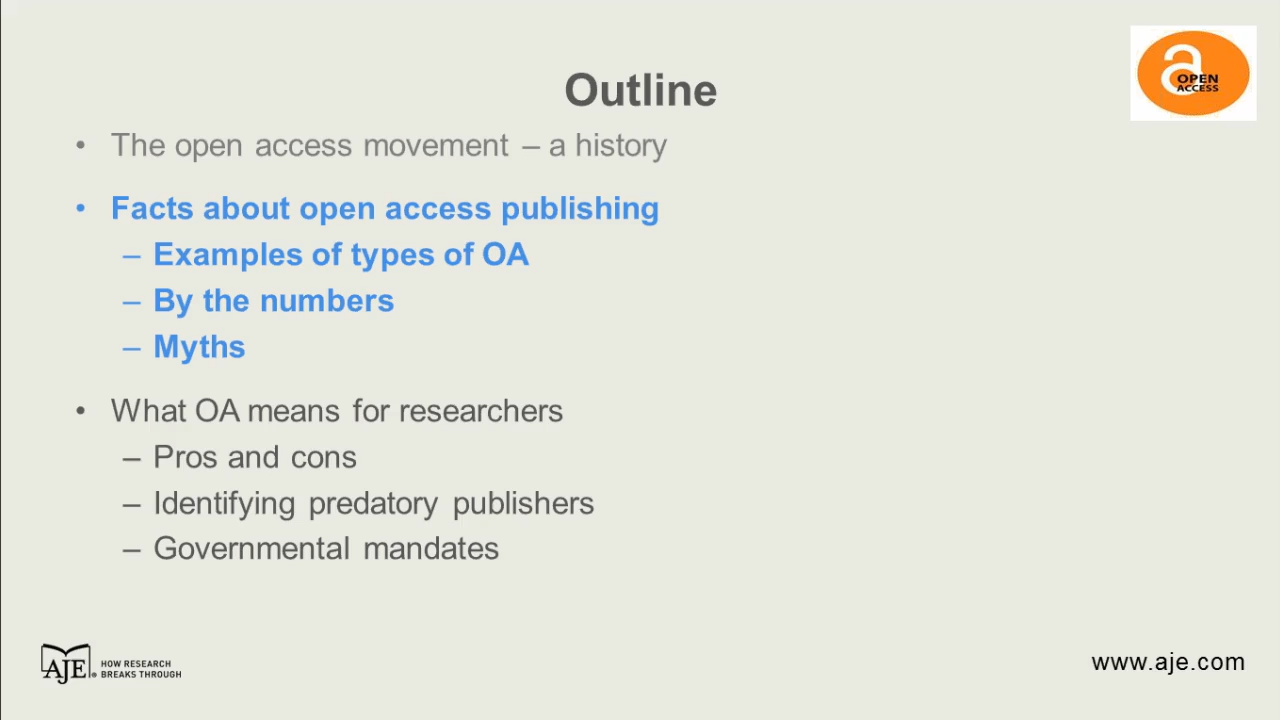 Outline
a OPEN
ACCESS
• The open access movement – a history
• Facts about open access publishing
– Examples of types of OA
– By the numbers
– Myths
• What OA means for researchers
– Pros and cons
– Identifying predatory publishers
– Governmental mandates
AJE® HOW RESEARCH
BREAKS THROUGH
www.aje.com